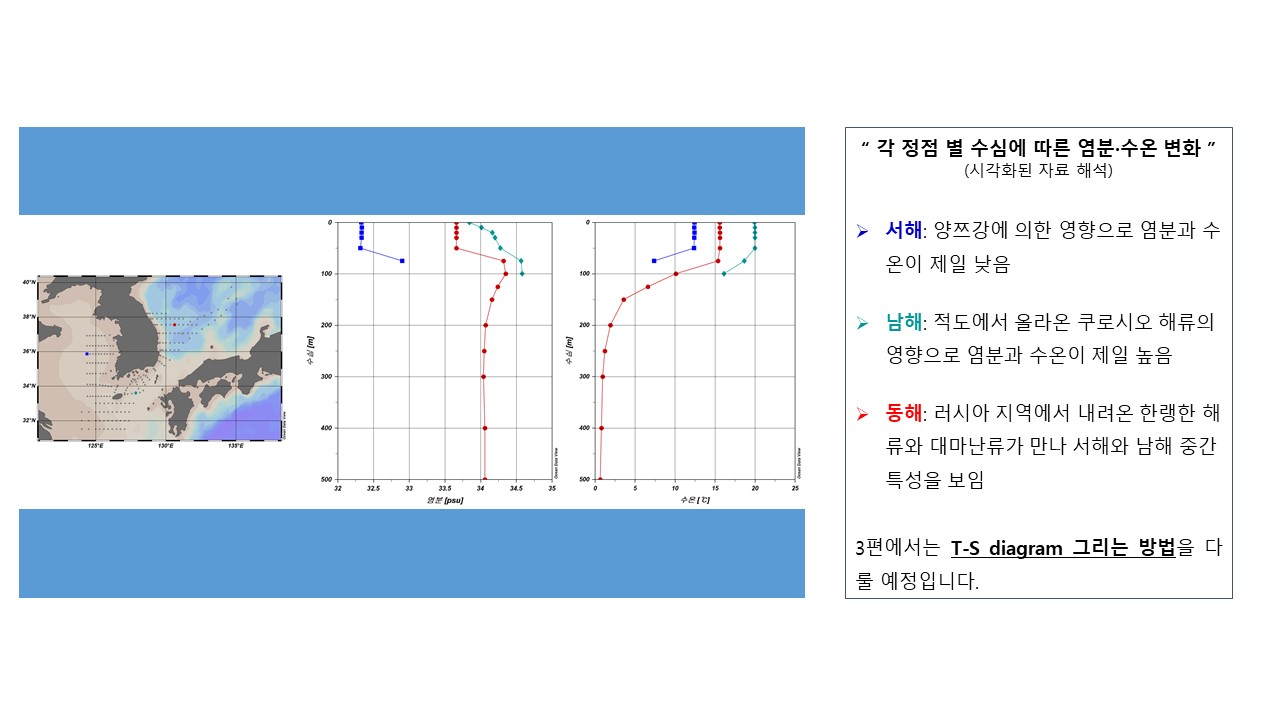 “ 각 정점 별 수심에 따른 염분·수온 변화 ”
(시각화된 자료 해석)
➢ 서해: 양쯔강에 의한 영향으로 염분과 수
온이 제일 낮음
➢ 남해: 적도에서 올라온 쿠로시오 해류의
영향으로 염분과 수온이 제일 높음
➢ 동해: 러시아 지역에서 내려온 한랭한 해
류와 대마난류가 만나 서해와 남해 중간
특성을 보임
3편에서는 T-S diagram 그리는 방법을 다
룰 예정입니다.
40°N
38°N
36°N
34°N
32°N
125°E 130°E 135°E
Ocean Data View
0
100
200
300
400
500
수심 [m]
32 32.5 33 33.5 34 34.5 35
염분 [psu]
Ocean Data View
0
100
200
300
400
500
수심 [m]
0 5 10 15 20 25
수온 [℃]
Ocean Data View